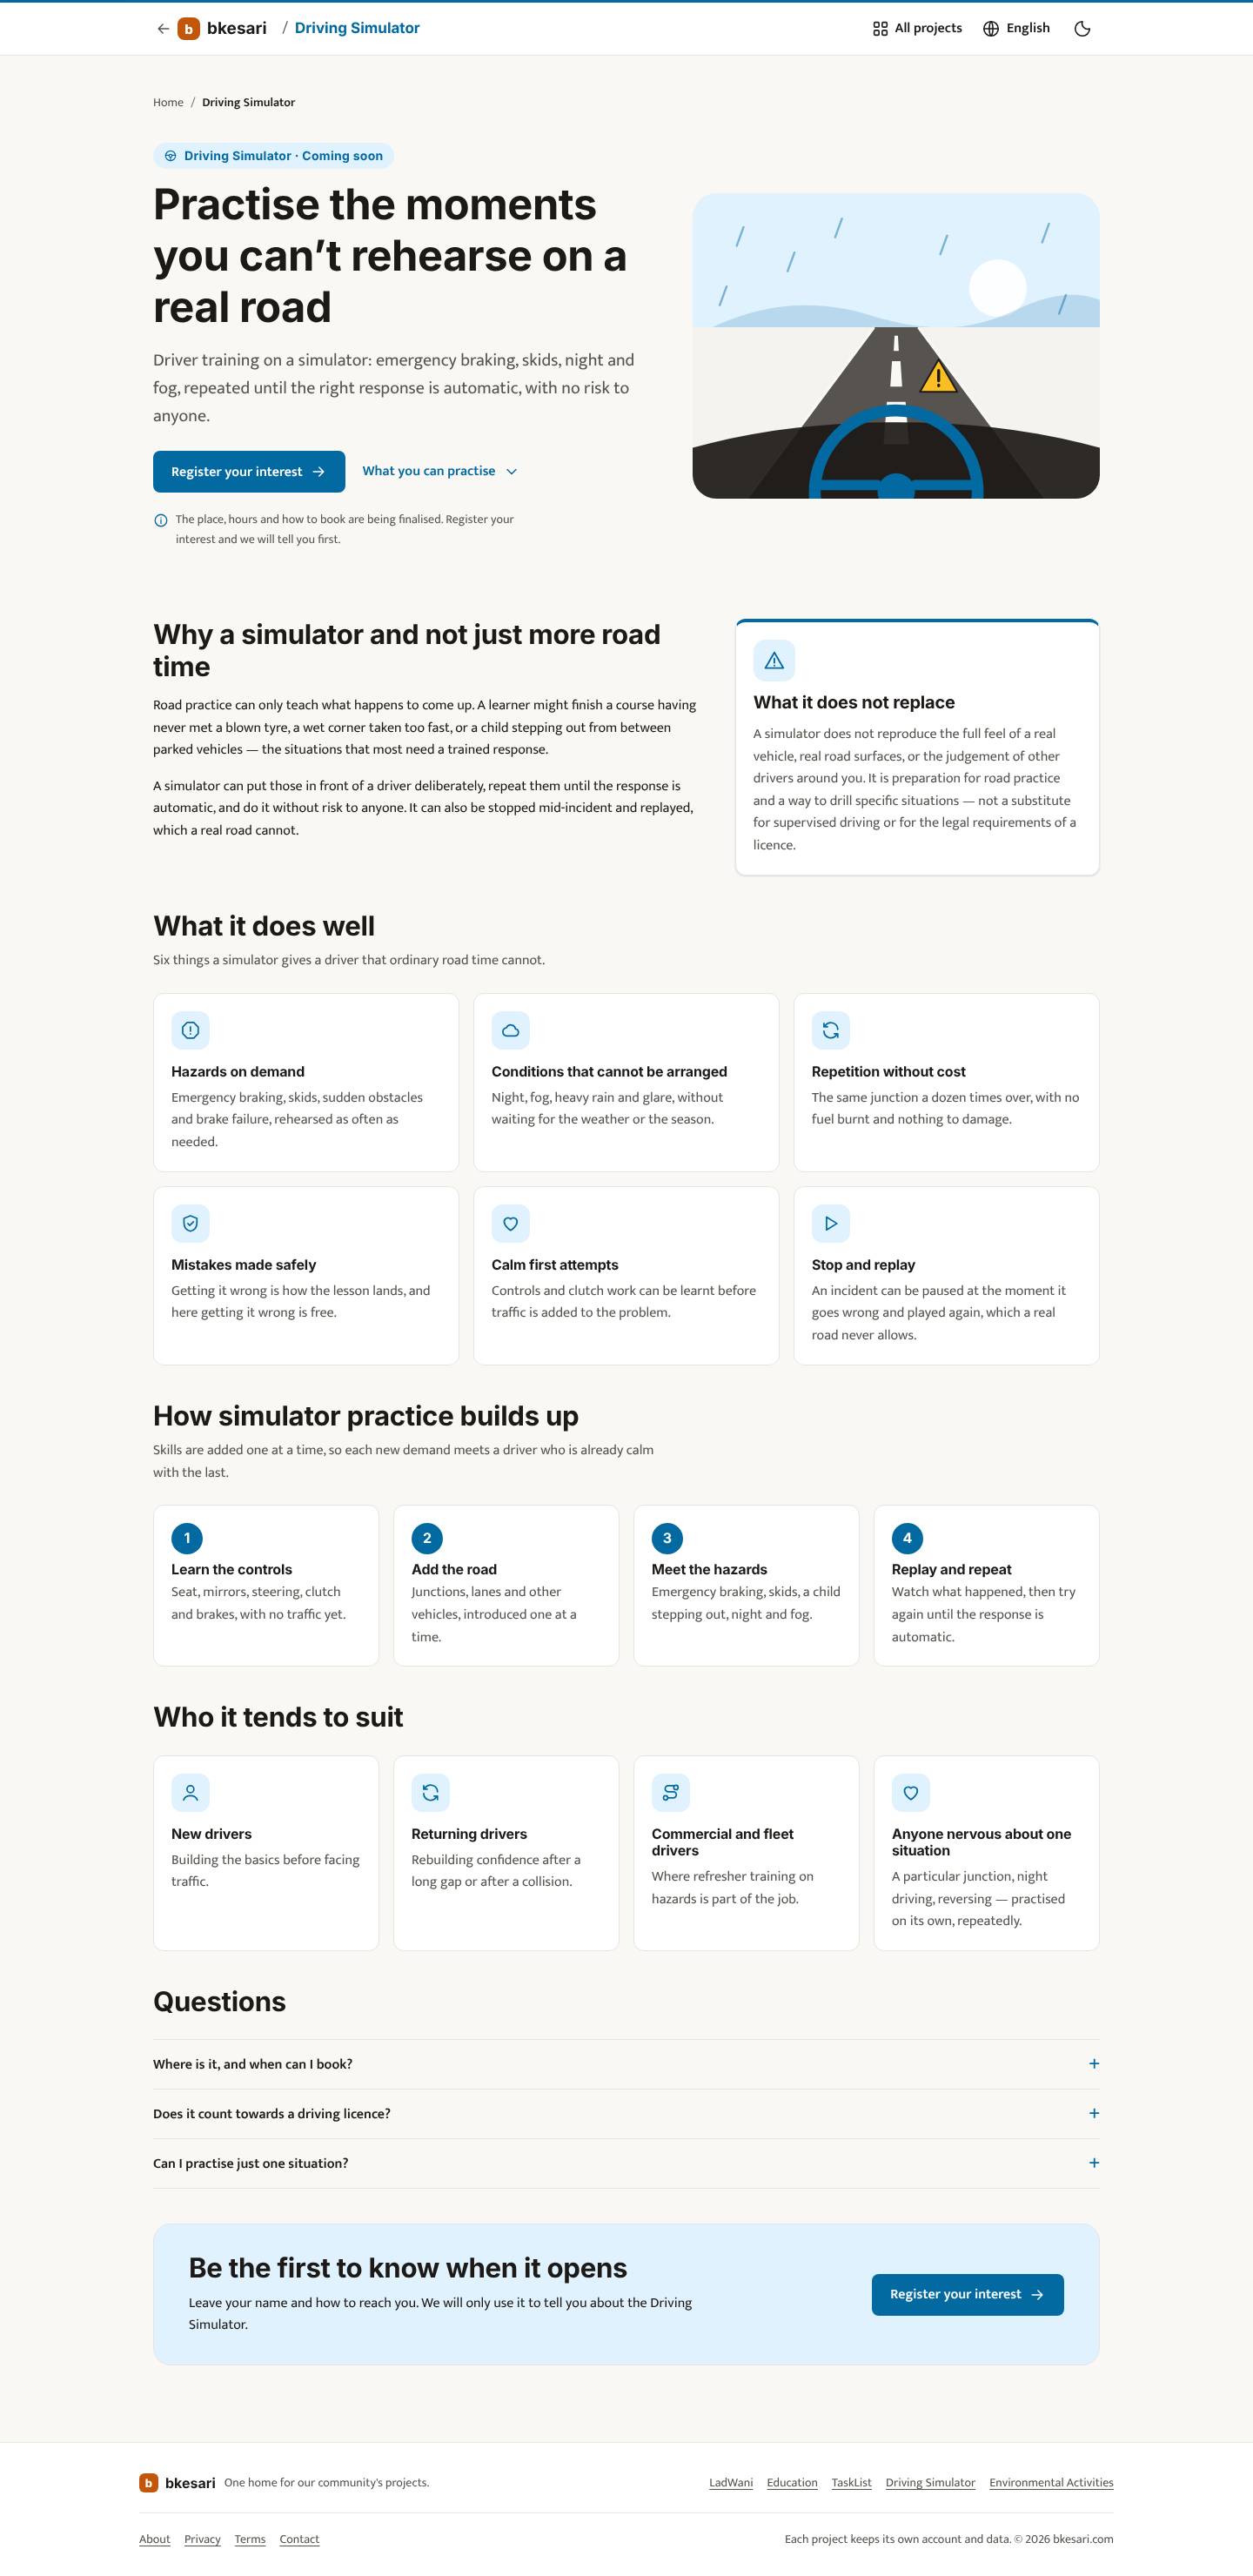 b bkesari / Driving Simulator
All projects English
Home / Driving Simulator
Driving Simulator · Coming soon
Practise the moments
you can’t rehearse on a
real road
Driver training on a simulator: emergency braking, skids, night and
fog, repeated until the right response is automatic, with no risk to
anyone.
Register your interest
What you can practise
The place, hours and how to book are being finalised. Register your
interest and we will tell you first.
Why a simulator and not just more road
time
Road practice can only teach what happens to come up. A learner might finish a course having
never met a blown tyre, a wet corner taken too fast, or a child stepping out from between
parked vehicles — the situations that most need a trained response.
A simulator can put those in front of a driver deliberately, repeat them until the response is
automatic, and do it without risk to anyone. It can also be stopped mid-incident and replayed,
which a real road cannot.
What it does not replace
A simulator does not reproduce the full feel of a real
vehicle, real road surfaces, or the judgement of other
drivers around you. It is preparation for road practice
and a way to drill specific situations — not a substitute
for supervised driving or for the legal requirements of a
licence.
What it does well
Six things a simulator gives a driver that ordinary road time cannot.
Hazards on demand
Emergency braking, skids, sudden obstacles
and brake failure, rehearsed as often as
needed.
Conditions that cannot be arranged
Night, fog, heavy rain and glare, without
waiting for the weather or the season.
Repetition without cost
The same junction a dozen times over, with no
fuel burnt and nothing to damage.
Mistakes made safely
Getting it wrong is how the lesson lands, and
here getting it wrong is free.
Calm first attempts
Controls and clutch work can be learnt before
traffic is added to the problem.
Stop and replay
An incident can be paused at the moment it
goes wrong and played again, which a real
road never allows.
How simulator practice builds up
Skills are added one at a time, so each new demand meets a driver who is already calm
with the last.
1
Learn the controls
Seat, mirrors, steering, clutch
and brakes, with no traffic yet.
2
Add the road
Junctions, lanes and other
vehicles, introduced one at a
time.
3
Meet the hazards
Emergency braking, skids, a child
stepping out, night and fog.
4
Replay and repeat
Watch what happened, then try
again until the response is
automatic.
Who it tends to suit
New drivers
Building the basics before facing
traffic.
Returning drivers
Rebuilding confidence after a
long gap or after a collision.
Commercial and fleet
drivers
Where refresher training on
hazards is part of the job.
Anyone nervous about one
situation
A particular junction, night
driving, reversing — practised
on its own, repeatedly.
Questions
Where is it, and when can I book?
Does it count towards a driving licence?
Can I practise just one situation?
Be the first to know when it opens
Leave your name and how to reach you. We will only use it to tell you about the Driving
Simulator.
Register your interest
b bkesari One home for our community's projects.
LadWani Education TaskList Driving Simulator Environmental Activities
About Privacy Terms Contact
Each project keeps its own account and data. © 2026 bkesari.com